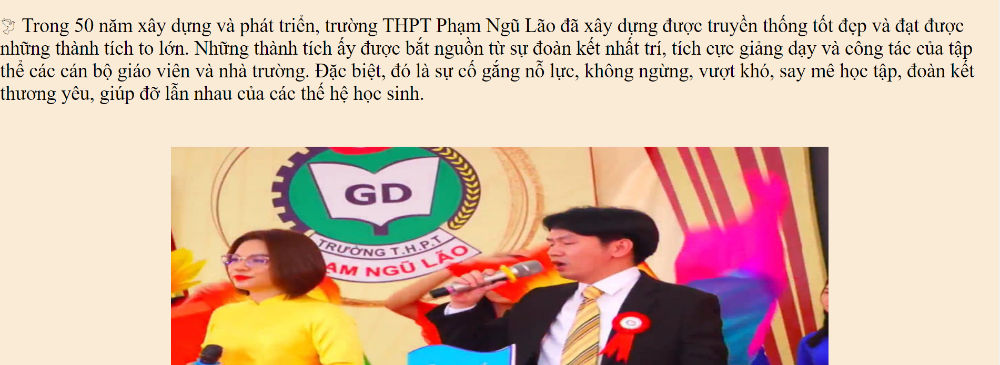 🕊 Trong 50 năm xây dựng và phát triển, trường THPT Phạm Ngũ Lão đã xây dựng được truyền thống tốt đẹp và đạt được
những thành tích to lớn. Những thành tích ấy được bắt nguồn từ sự đoàn kết nhất trí, tích cực giảng dạy và công tác của tập
thể các cán bộ giáo viên và nhà trường. Đặc biệt, đó là sự cố gắng nỗ lực, không ngừng, vượt khó, say mê học tập, đoàn kết
thương yêu, giúp đỡ lẫn nhau của các thế hệ học sinh.
GD
TRƯỜNG T.H.P.T
ẠM NGŨ LÃO